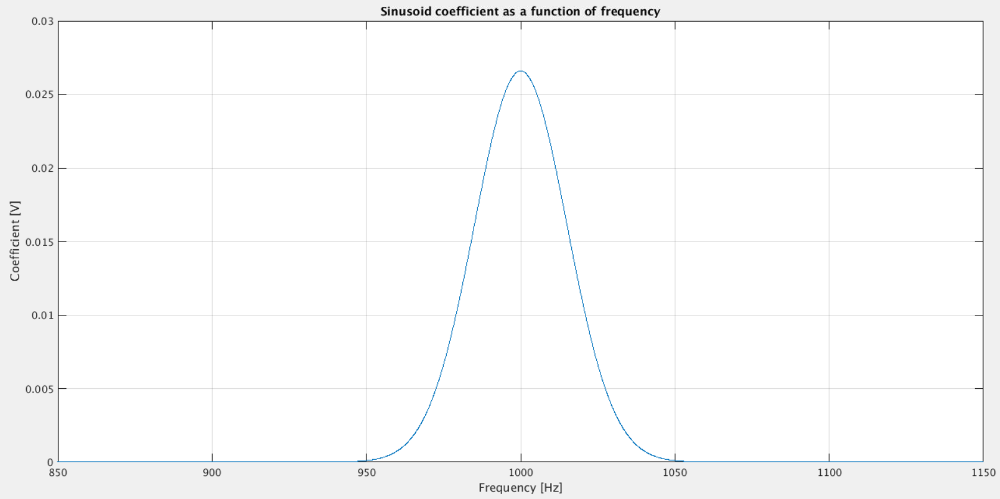 Sinusoid coefficient as a function of frequency
0.03
0.025
0.02
0.015
0.01
0.005
0
Coefficient [V]
850 900 950 1000 1050 1100 1150
Frequency [Hz]